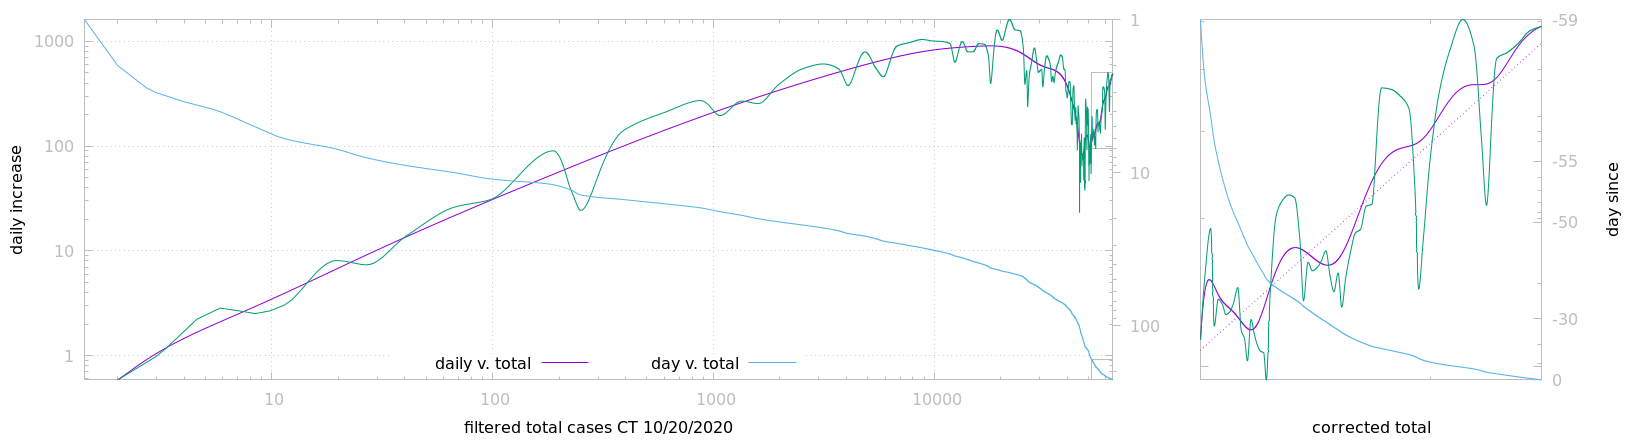 daily increase
1000
100
10
1
10
100
1000
10000
filtered total cases CT 10/20/2020
daily v. total
day v. total
1
10
100
-59
-55
-50
-30
0
day since
corrected total